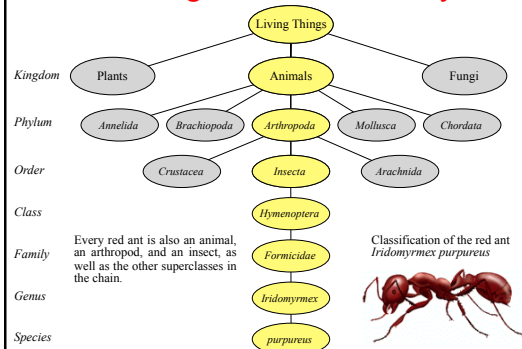 Living Things
Kingdom Plants Animals Fungi
Phylum Annelida Brachiopoda Arthropoda Mollusca Chordata
Order Crustacea Insecta Arachnida
Class Hymenoptera
Every red ant is also an animal,
an arthropod, and an insect, as
well as the other superclasses in
the chain.
Classification of the red ant
Iridomyrmex purpureus
Family Formicidae
Genus Iridomyrmex
Species purpureus